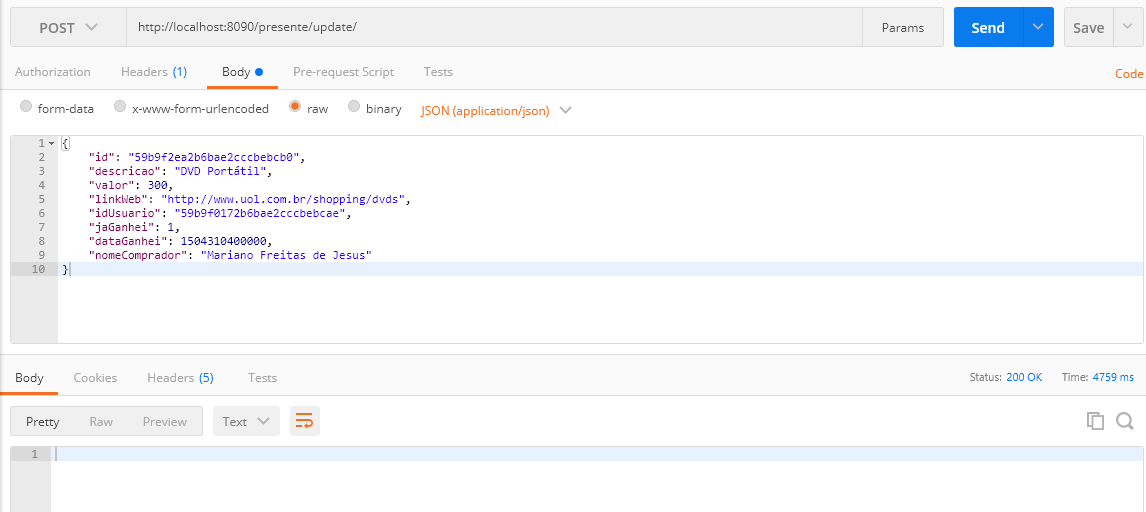 POST http://localhost:8090/presente/update/ Params Send Save
Authorization Headers (1) Body Pre-request Script Tests Code
form-data x-www-form-urlencoded raw binary JSON (application/json)
1 {
2 "id": "59b9f2ea2b6bae2cccbebcb0",
3 "descricao": "DVD Portátil",
4 "valor": 300,
5 "linkWeb": "http://www.uol.com.br/shopping/dvds",
6 "idUsuario": "59b9f0172b6bae2cccbebcae",
7 "jaGanhei": 1,
8 "dataGanhei": 1504310400000,
9 "nomeComprador": "Mariano Freitas de Jesus"
10 }
Body Cookies Headers (5) Tests Status: 200 OK Time: 4759 ms
Pretty Raw Preview Text
1